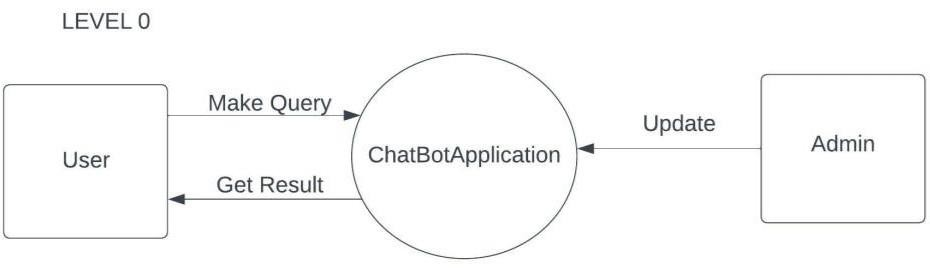 LEVEL 0
Make Query
Update
User
ChatBotApplication
Admin
Get Result